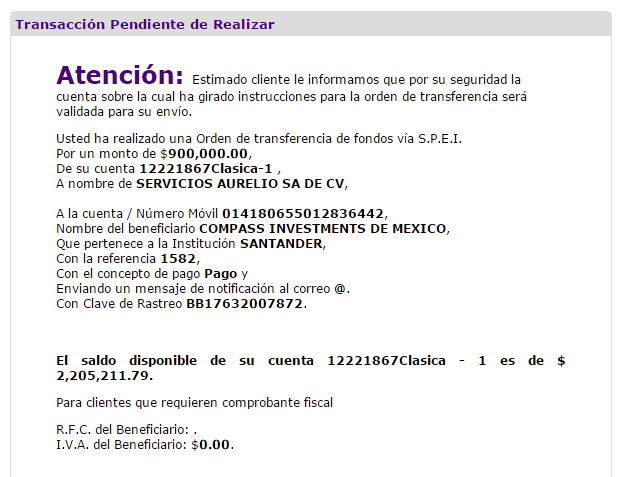 Transacción Pendiente de Realizar
Atención: Estimado cliente le informamos que por su seguridad la
cuenta sobre la cual ha girado instrucciones para la orden de transferencia será
validada para su envío.
Usted ha realizado una Orden de transferencia de fondos vía S.P.E.I.
Por un monto de $900,000.00,
De su cuenta 12221867Clasica-1 ,
A nombre de SERVICIOS AURELIO SA DE CV,
A la cuenta / Número Móvil 014180655012836442,
Nombre del beneficiario COMPASS INVESTMENTS DE MEXICO,
Que pertenece a la Institución SANTANDER,
Con la referencia 1582,
Con el concepto de pago Pago y
Enviando un mensaje de notificación al correo @.
Con Clave de Rastreo BB17632007872.
El saldo disponible de su cuenta 12221867Clasica - 1 es de $
2,205,211.79.
Para clientes que requieren comprobante fiscal
R.F.C. del Beneficiario: .
I.V.A. del Beneficiario: $0.00.